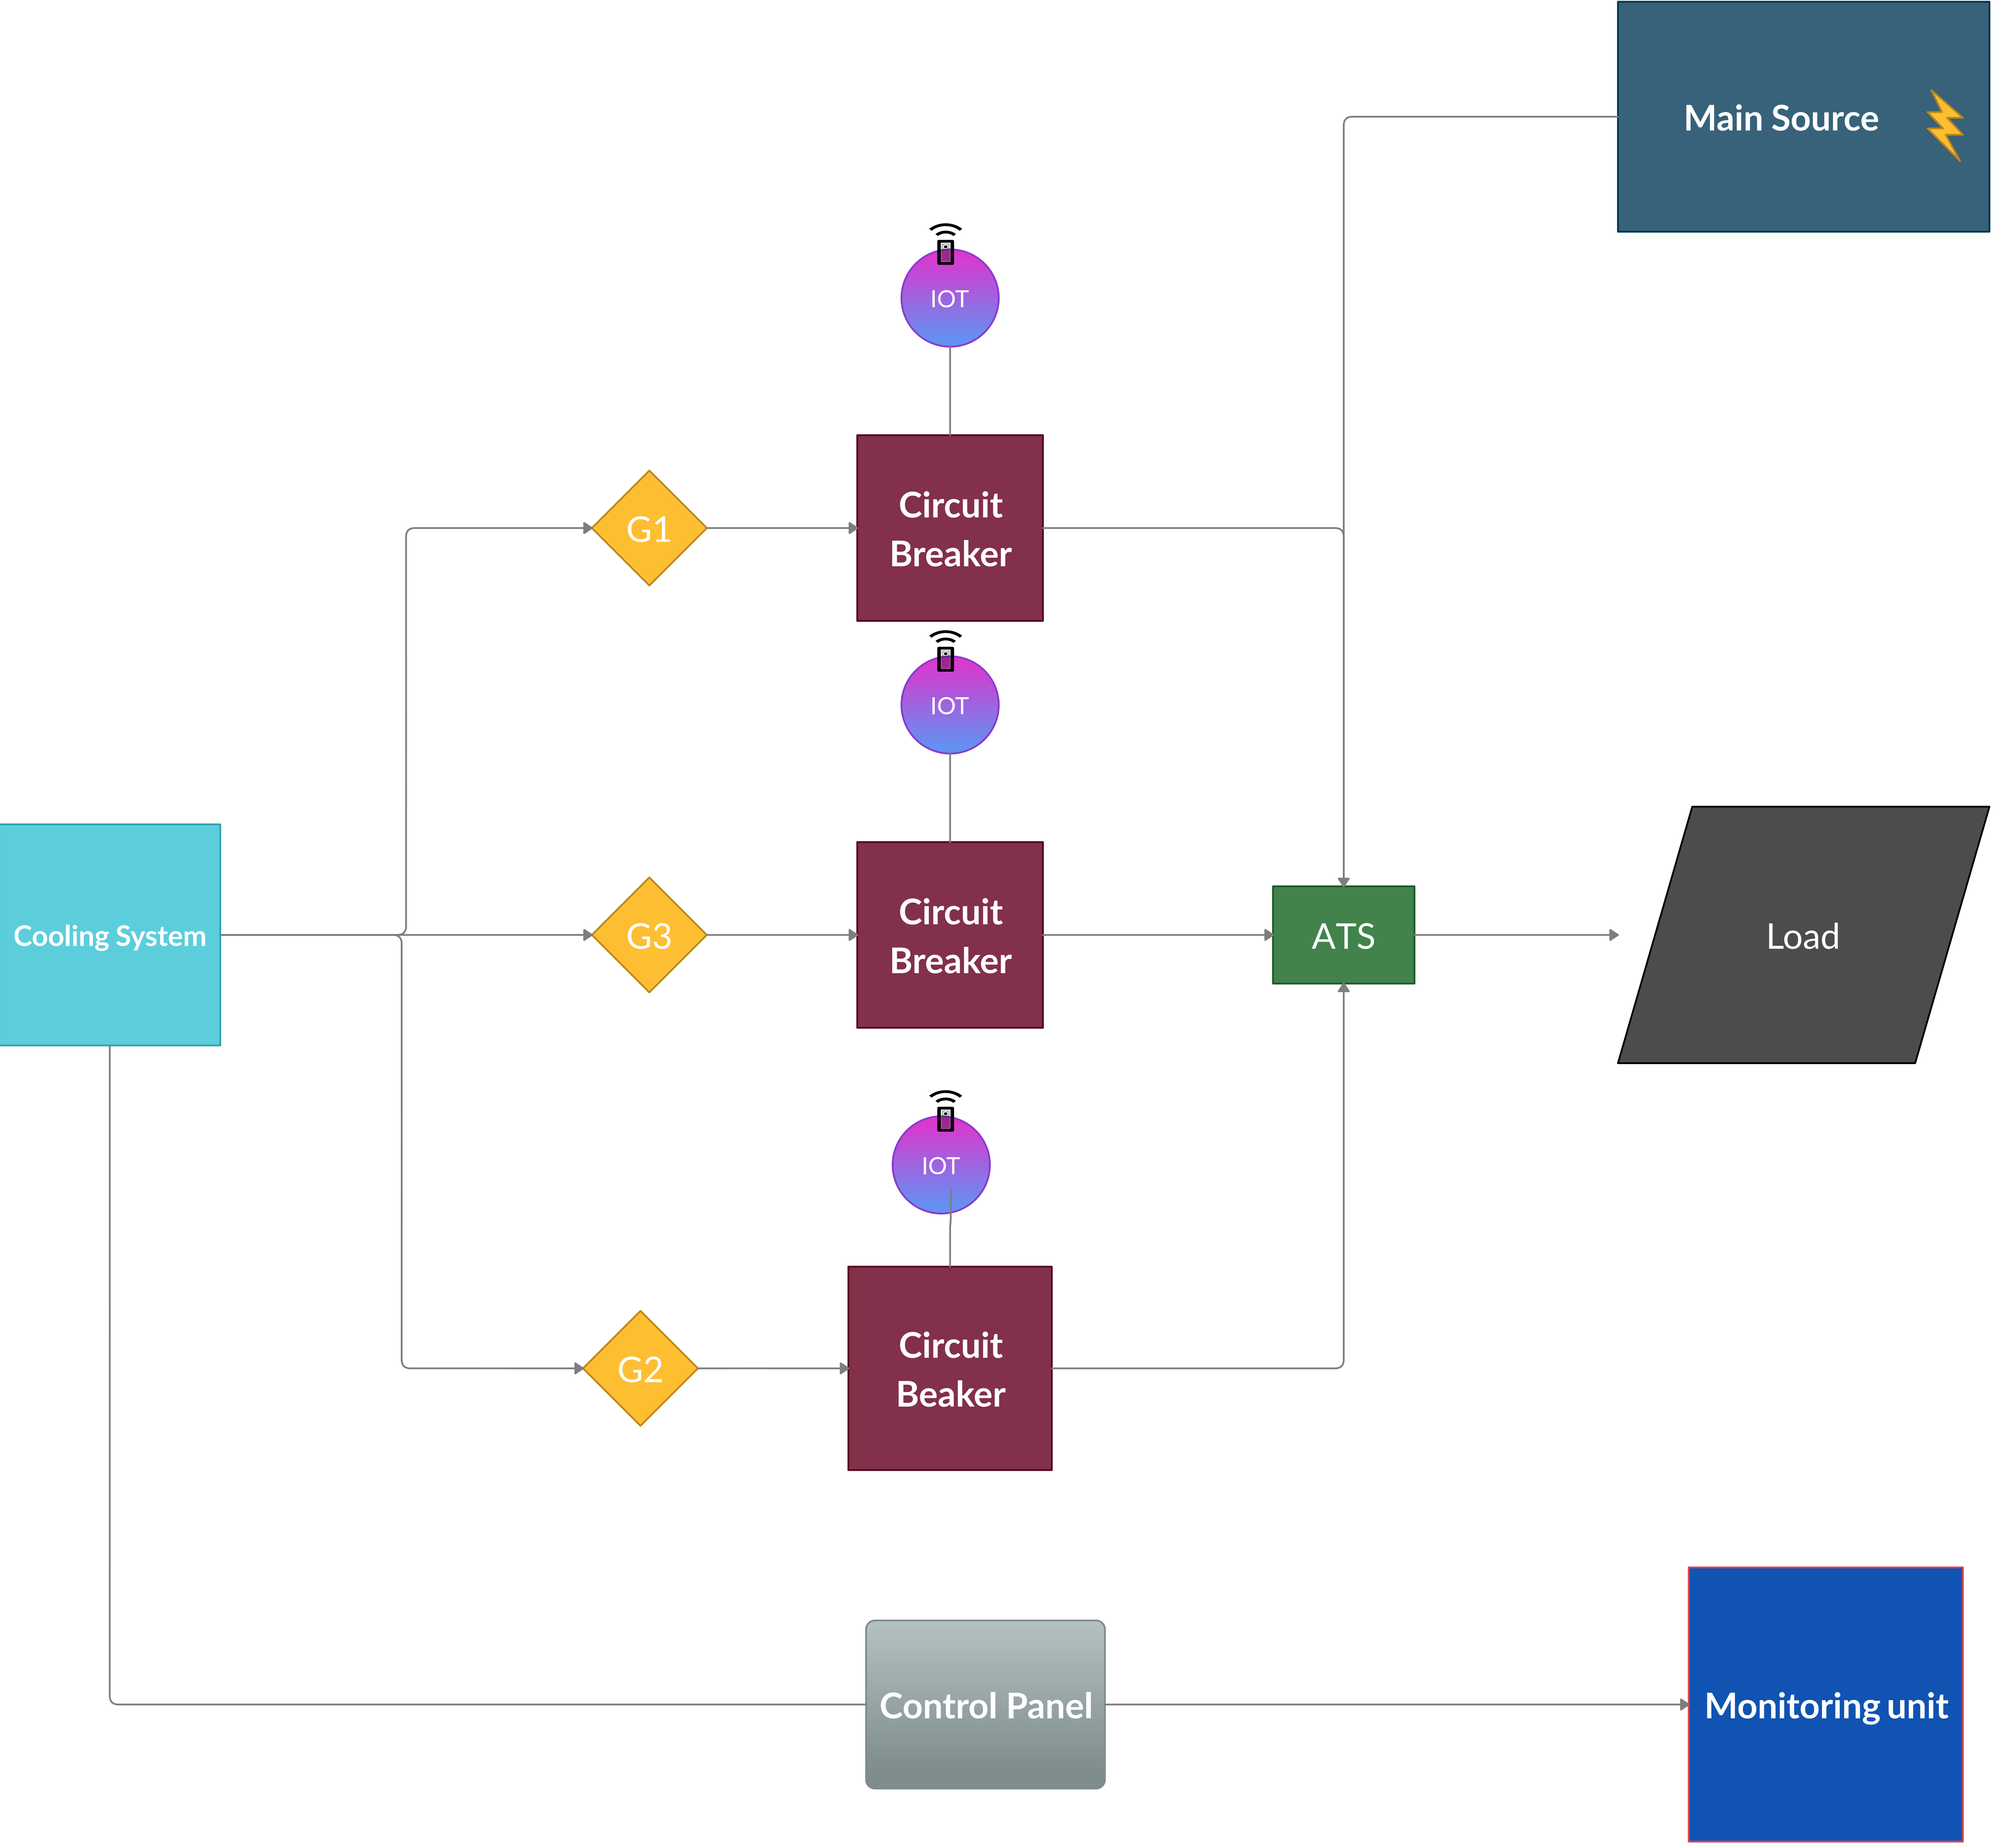 Main Source
IOT
G1
Circuit
Breaker
IOT
Cooling System
G3
Circuit
Breaker
ATS
Load
IOT
G2
Circuit
Beaker
Control Panel
Monitoring unit